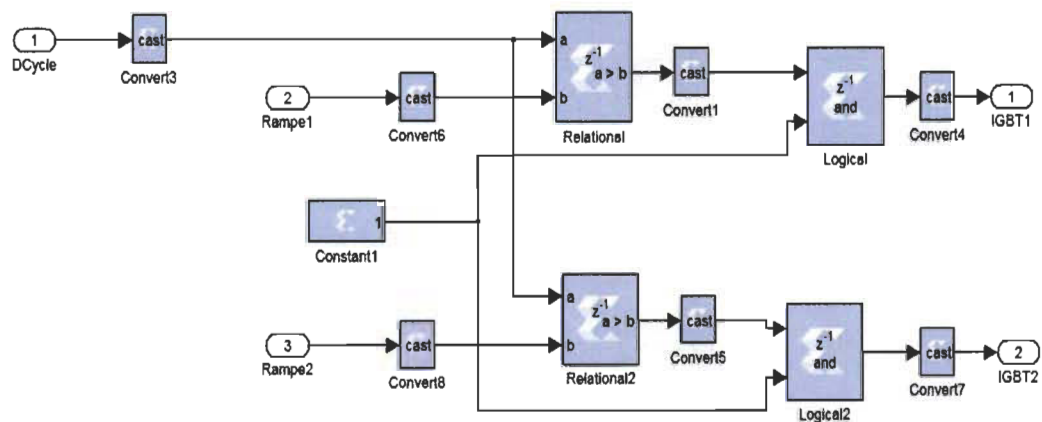 1
DCycle
cast
Convert3
2
Rampe1
cast
Convert6
a
b
z-1
a > b
Relational
cast
Convert1
z-1
and
Logical
cast
Convert4
1
IGBT1
1
Constant1
3
Rampe2
cast
Convert8
a
b
z-1
a > b
Relational2
cast
Convert5
z-1
and
Logical2
cast
Convert7
2
IGBT2